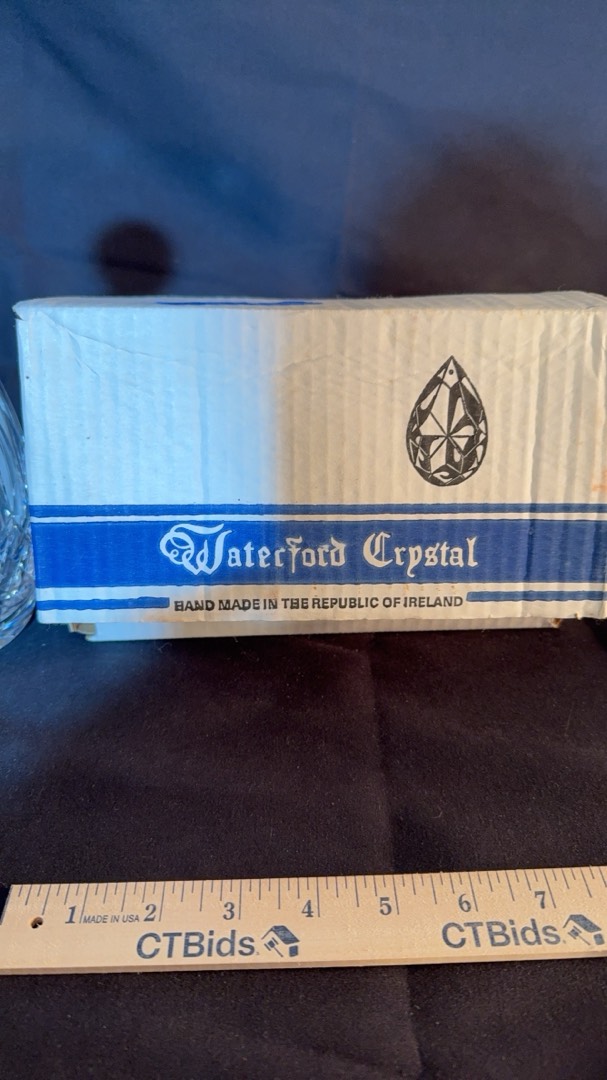 Waterford Crystal
HAND MADE IN THE REPUBLIC OF IRELAND
1 MADE IN USA 2 3 4 5 6 7
CTBids CTBids